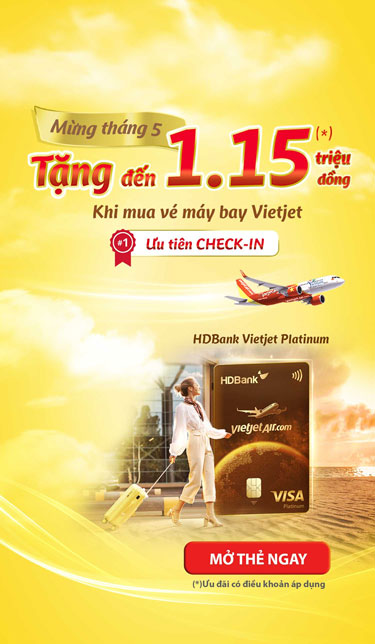 Mừng tháng 5
Tặng đến 1.15 (*) triệu đồng
Khi mua vé máy bay Vietjet
#1 Ưu tiên CHECK-IN
HDBank Vietjet Platinum
HDBank
vietjetAir.com
VISA
Platinum
MỞ THẺ NGAY
(*)Ưu đãi có điều khoản áp dụng